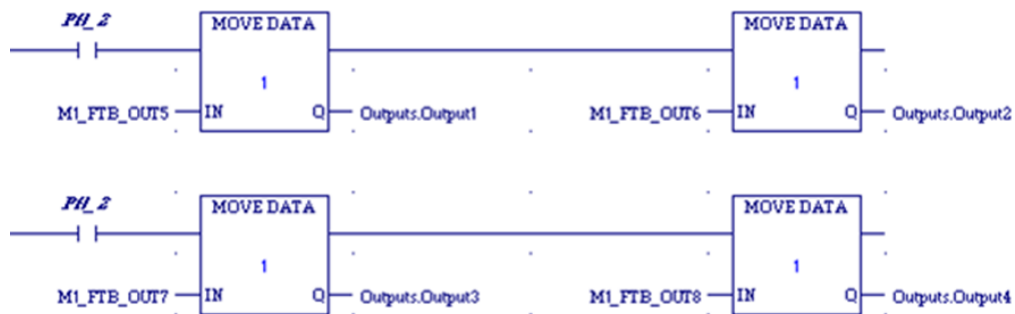 PH_2 MOVE DATA MOVE DATA
1 1
M1_FTB_OUT5 IN Q Outputs.Output1 M1_FTB_OUT6 IN Q Outputs.Output2
PH_2 MOVE DATA MOVE DATA
1 1
M1_FTB_OUT7 IN Q Outputs.Output3 M1_FTB_OUT8 IN Q Outputs.Output4